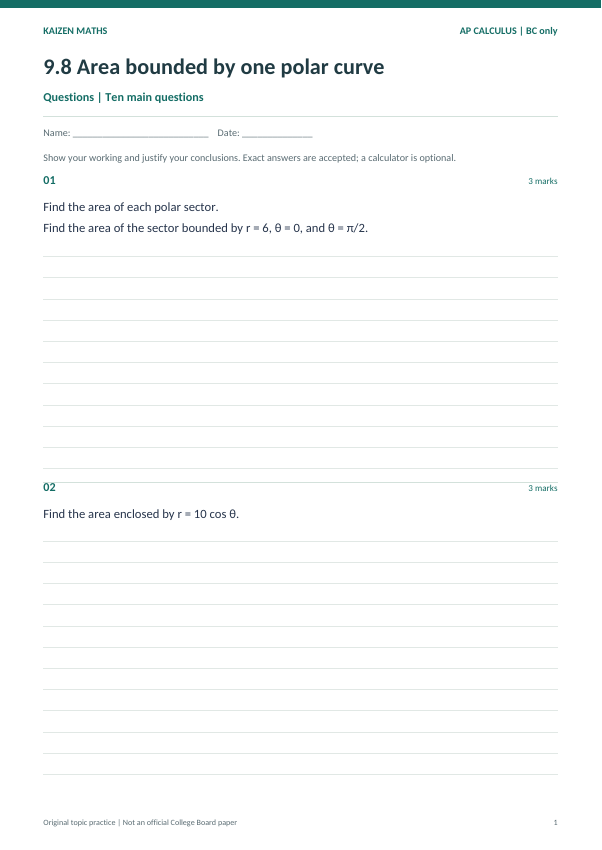 KAIZEN MATHS
AP CALCULUS | BC only
9.8 Area bounded by one polar curve
Questions | Ten main questions
Name: ___________________________ Date: ______________
Show your working and justify your conclusions. Exact answers are accepted; a calculator is optional.
01
3 marks
Find the area of each polar sector.
Find the area of the sector bounded by r = 6, θ = 0, and θ = π/2.
02
3 marks
Find the area enclosed by r = 10 cos θ.
Original topic practice | Not an official College Board paper
1